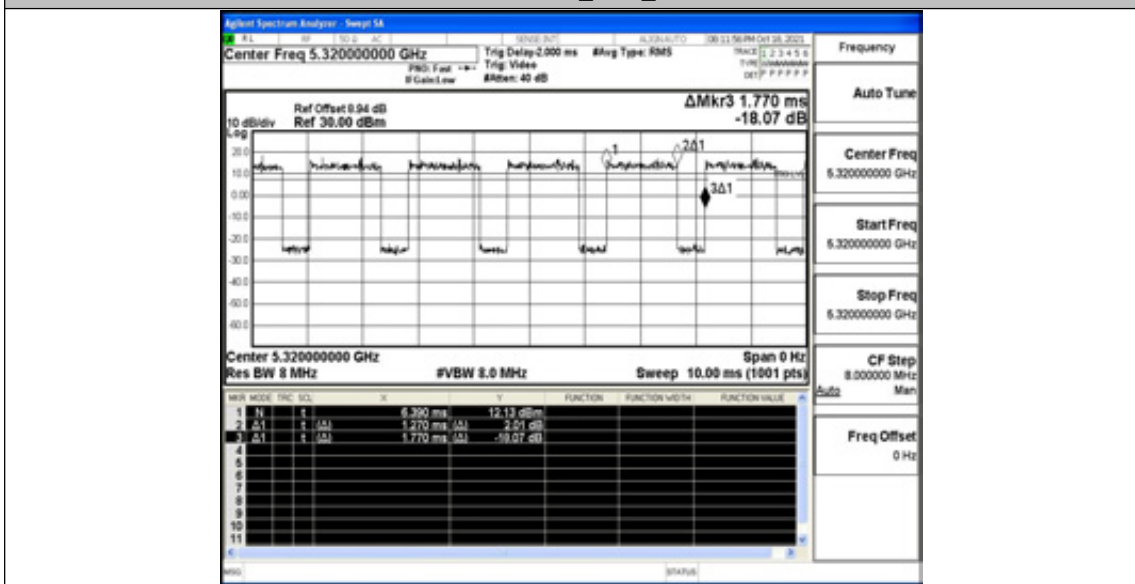 Agilent Spectrum Analyzer - Swept SA
RL RF 50 Ω AC SENSE:INT ALIGN AUTO 08:11:56 PM Oct 18, 2021
Center Freq 5.320000000 GHz
PNO: Fast
IFGain:Low
Trig Delay-2.000 ms
Trig: Video
#Atten: 40 dB
#Avg Type: RMS
TRACE 1 2 3 4 5 6
TYPE
DET P P P P P P
Ref Offset 8.94 dB
10 dB/div Ref 30.00 dBm
Log
ΔMkr3 1.770 ms
-18.07 dB
20.0
10.0
0.00
-10.0
-20.0
-30.0
-40.0
-50.0
-60.0
1
2Δ1
3Δ1
Center 5.320000000 GHz Span 0 Hz
Res BW 8 MHz #VBW 8.0 MHz Sweep 10.00 ms (1001 pts)
MKR MODE TRC SCL X Y FUNCTION FUNCTION WIDTH FUNCTION VALUE
1 N t 6.390 ms 12.13 dBm
2 Δ1 t (Δ) 1.270 ms (Δ) 2.01 dB
3 Δ1 t (Δ) 1.770 ms (Δ) -18.07 dB
4
5
6
7
8
9
10
11
MSG STATUS
Frequency
Auto Tune
Center Freq
5.320000000 GHz
Start Freq
5.320000000 GHz
Stop Freq
5.320000000 GHz
CF Step
8.000000 MHz
Auto Man
Freq Offset
0 Hz